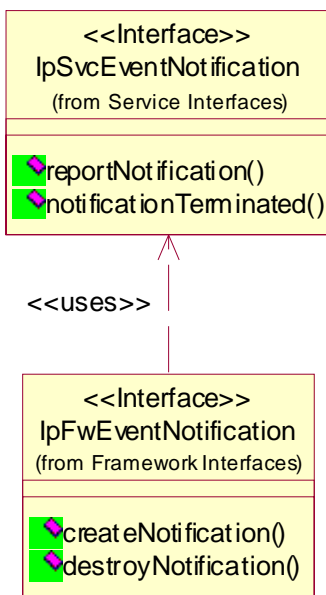 <<Interface>>
IpSvcEventNotification
(from Service Interfaces)
reportNotification()
notificationTerminated()
<<uses>>
<<Interface>>
IpFwEventNotification
(from Framework Interfaces)
createNotification()
destroyNotification()